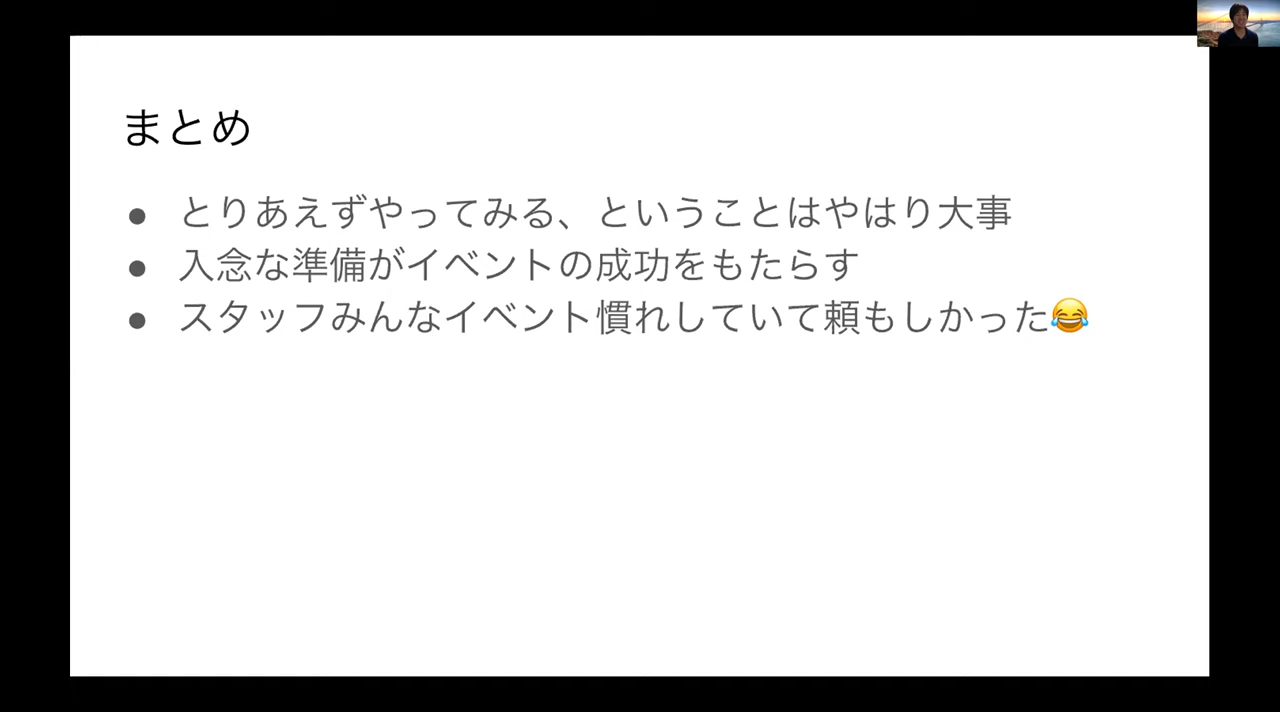 まとめ
● とりあえずやってみる、ということはやはり大事
● 入念な準備がイベントの成功をもたらす
● スタッフみんなイベント慣れしていて頼もしかった😂